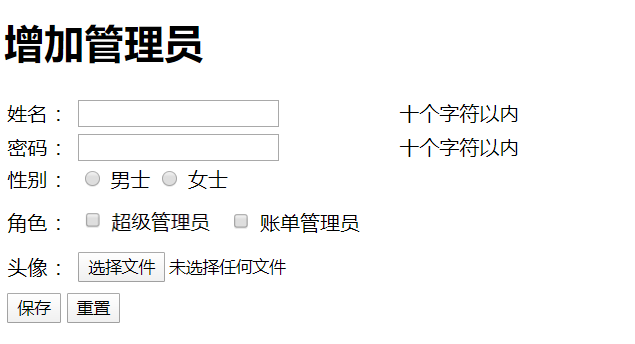 增加管理员
姓名： 十个字符以内
密码： 十个字符以内
性别： 男士 女士
角色： 超级管理员 账单管理员
头像： 选择文件 未选择任何文件
保存 重置